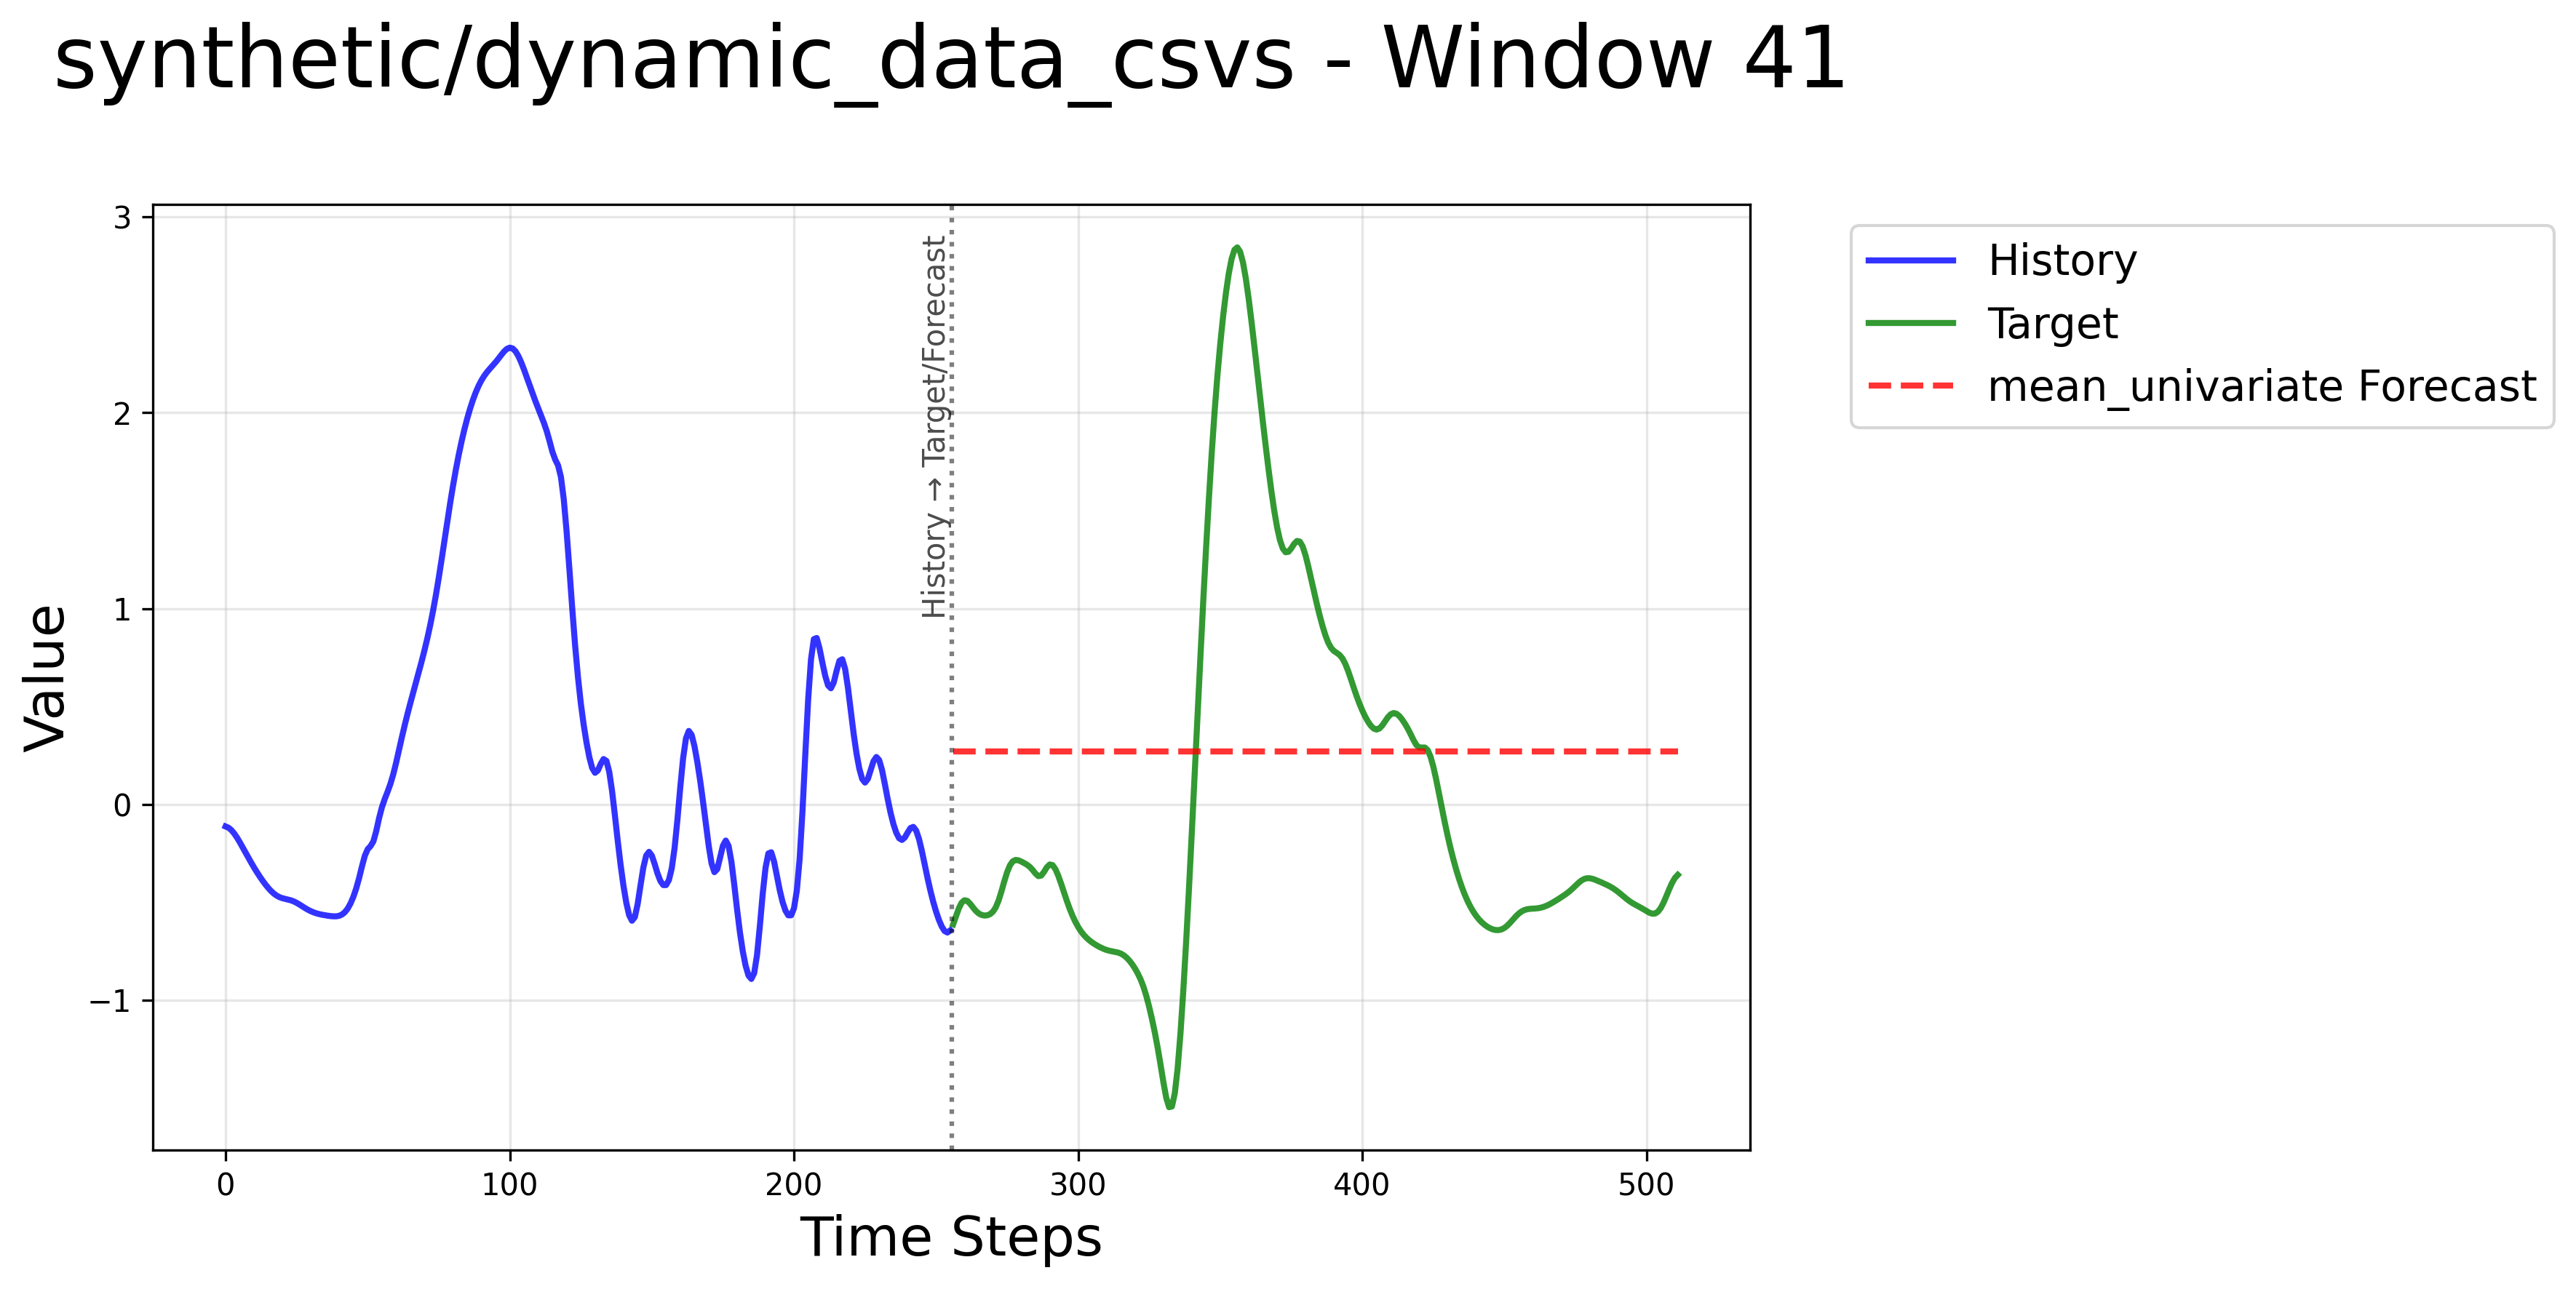 synthetic/dynamic_data_csvs - Window 41
History
Target
mean_univariate Forecast
History → Target/Forecast
Value
3
2
1
0
−1
0
100
200
300
400
500
Time Steps